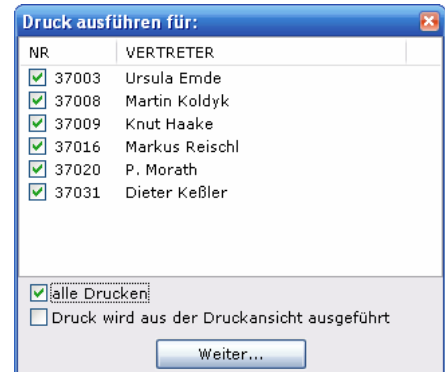 Druck ausführen für:
NR VERTRETER
37003 Ursula Emde
37008 Martin Koldyk
37009 Knut Haake
37016 Markus Reischl
37020 P. Morath
37031 Dieter Keßler
alle Drucken
Druck wird aus der Druckansicht ausgeführt
Weiter...